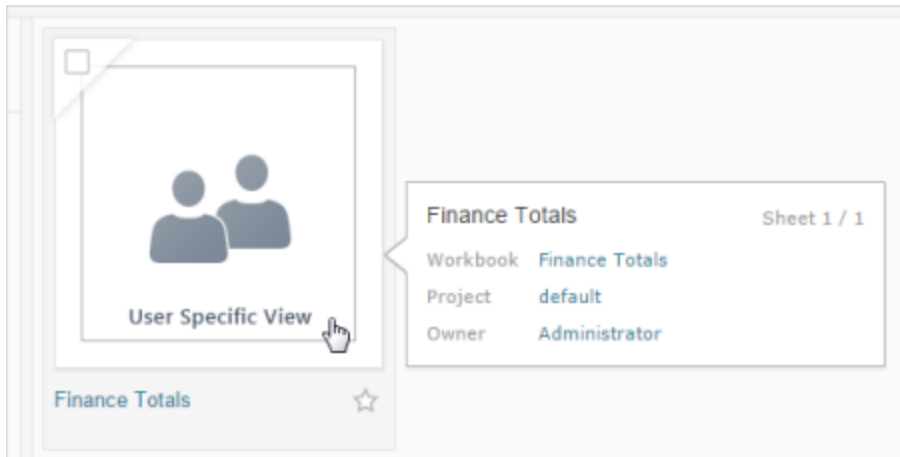 User Specific View
Finance Totals
Finance Totals Sheet 1 / 1
Workbook Finance Totals
Project default
Owner Administrator